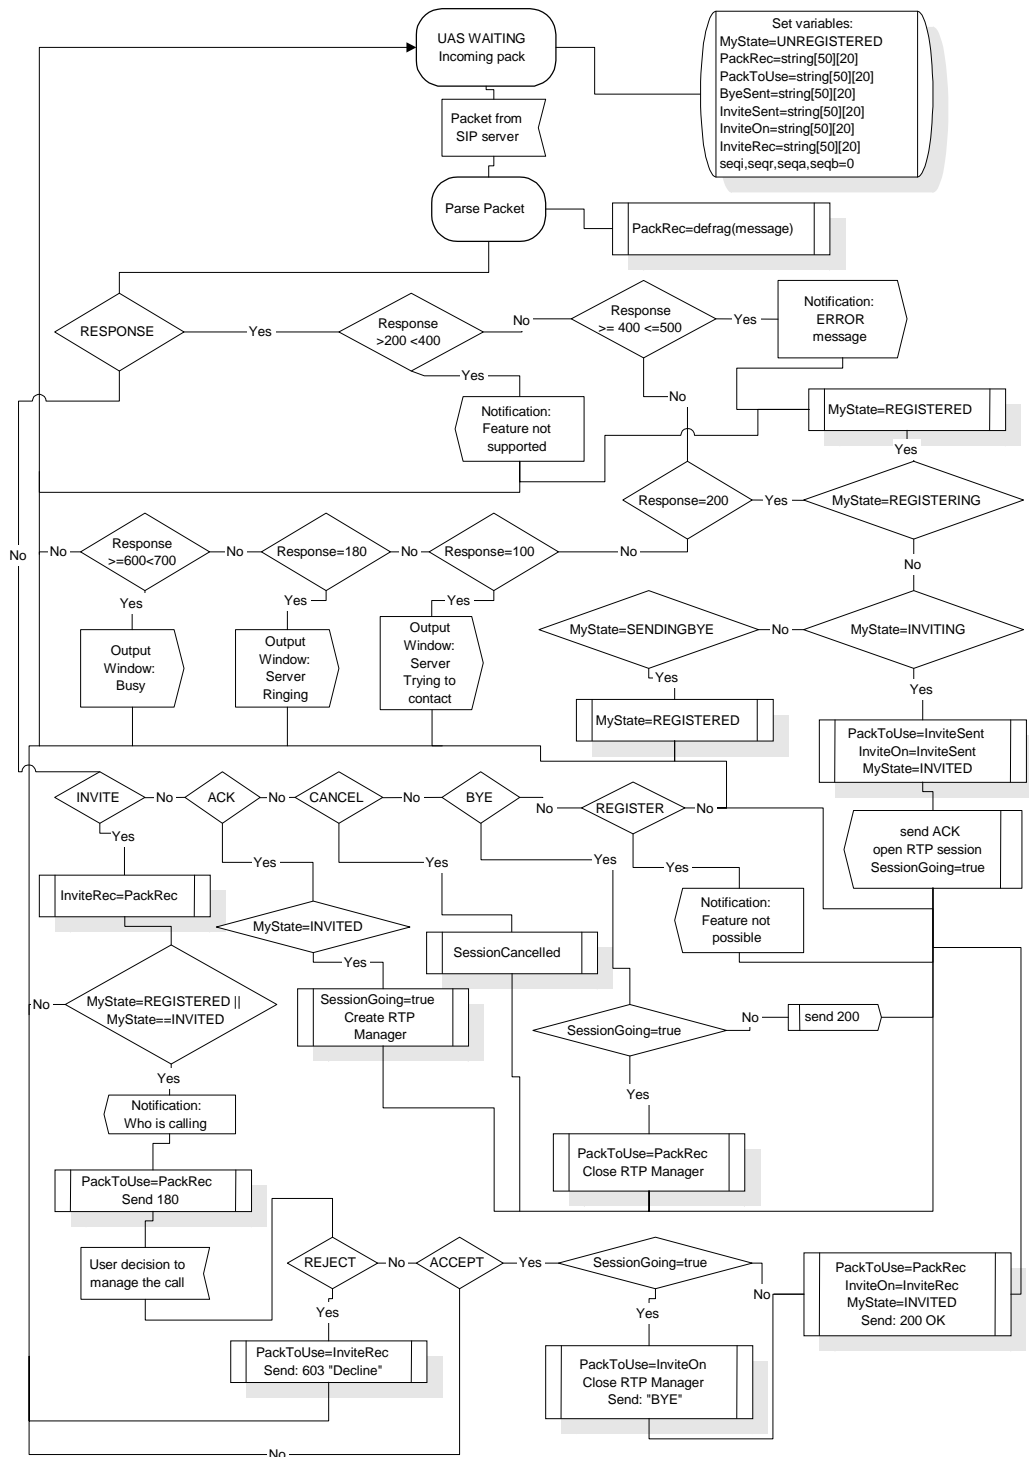 UAS WAITING
Incoming pack
Set variables:
MyState=UNREGISTERED
PackRec=string[50][20]
PackToUse=string[50][20]
ByeSent=string[50][20]
InviteSent=string[50][20]
InviteOn=string[50][20]
InviteRec=string[50][20]
seqi,seqr,seqa,seqb=0
Packet from
SIP server
Parse Packet
PackRec=defrag(message)
RESPONSE
Yes
Response
>200 <400
No
Response
>= 400 <=500
Yes
Notification:
ERROR
message
Yes
No
Notification:
Feature not
supported
MyState=REGISTERED
Yes
Response=200
Yes
MyState=REGISTERING
No
No
Response
>=600<700
No
Response=180
No
Response=100
No
No
Yes
Yes
Yes
Output
Window:
Busy
Output
Window:
Server
Ringing
Output
Window:
Server
Trying to
contact
MyState=SENDINGBYE
No
MyState=INVITING
Yes
Yes
MyState=REGISTERED
PackToUse=InviteSent
InviteOn=InviteSent
MyState=INVITED
INVITE
No
ACK
No
CANCEL
No
BYE
No
REGISTER
No
send ACK
open RTP session
SessionGoing=true
Yes
Yes
Yes
Yes
Yes
InviteRec=PackRec
MyState=INVITED
Notification:
Feature not
possible
SessionCancelled
Yes
No
MyState=REGISTERED ||
MyState==INVITED
SessionGoing=true
Create RTP
Manager
SessionGoing=true
No
send 200
Yes
Yes
Notification:
Who is calling
PackToUse=PackRec
Close RTP Manager
PackToUse=PackRec
Send 180
User decision to
manage the call
REJECT
No
ACCEPT
Yes
SessionGoing=true
No
PackToUse=PackRec
InviteOn=InviteRec
MyState=INVITED
Send: 200 OK
Yes
Yes
PackToUse=InviteRec
Send: 603 "Decline"
PackToUse=InviteOn
Close RTP Manager
Send: "BYE"
No